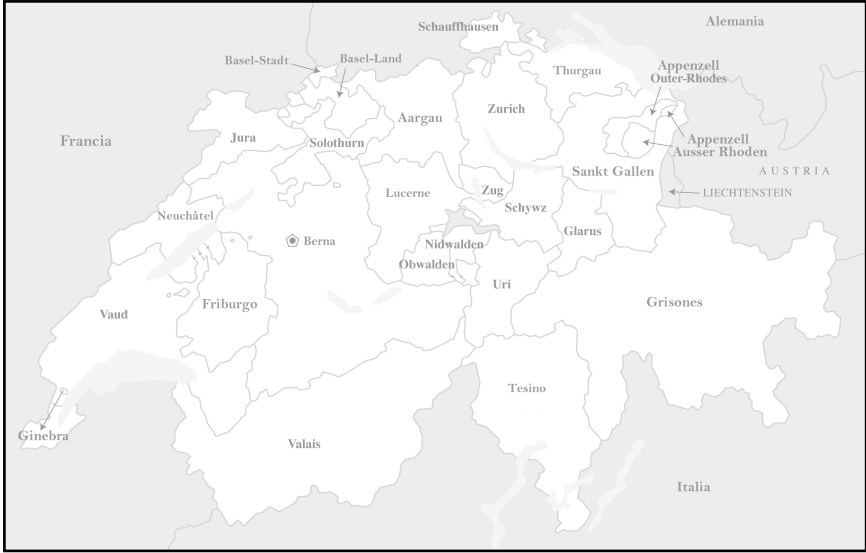 Schauffhausen
Alemania
Basel-Stadt
Basel-Land
Thurgau
Appenzell
Outer-Rhodes
Zurich
Aargau
Francia
Jura
Solothurn
Appenzell
Ausser Rhoden
Sankt Gallen
AUSTRIA
Lucerne
Zug
LIECHTENSTEIN
Schywz
Neuchâtel
Glarus
Berna
Nidwalden
Obwalden
Uri
Grisones
Friburgo
Vaud
Tesino
Ginebra
Valais
Italia